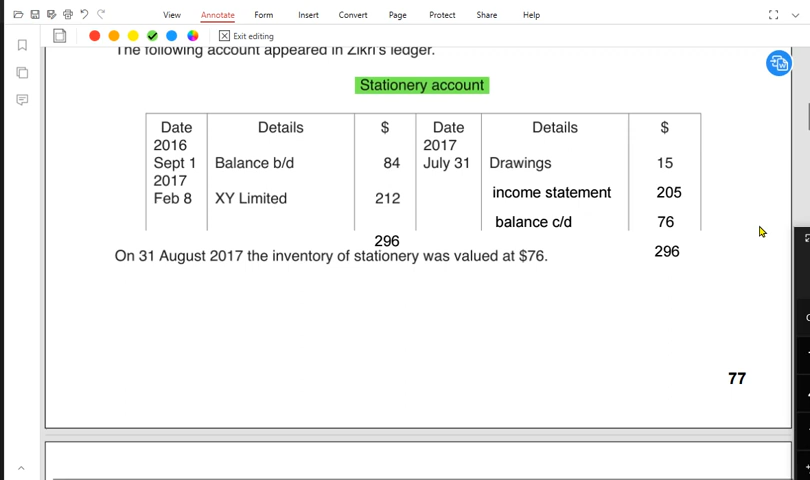 View Annotate Form Insert Convert Page Protect Share Help
Exit editing
The following account appeared in Zikri's ledger.
Stationery account
Date Details $ Date Details $
2016 2017
Sept 1 Balance b/d 84 July 31 Drawings 15
2017
Feb 8 XY Limited 212 income statement 205
balance c/d 76
296
296
On 31 August 2017 the inventory of stationery was valued at $76.
77